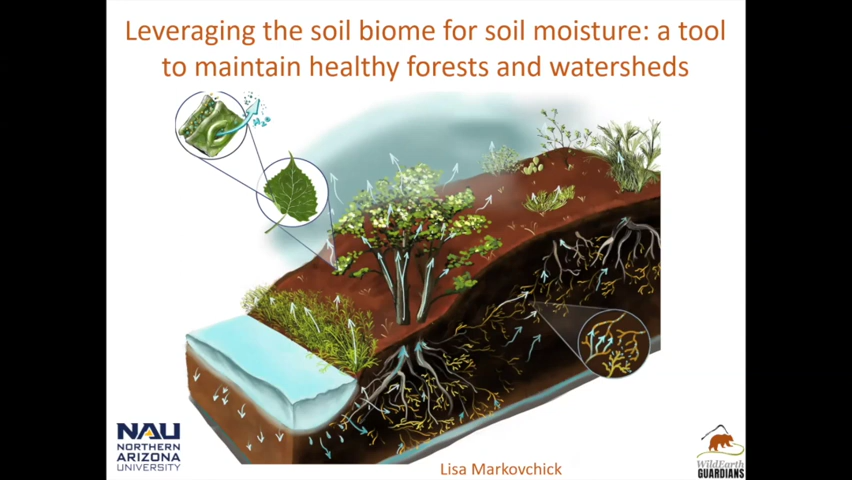 Leveraging the soil biome for soil moisture: a tool
to maintain healthy forests and watersheds
NAU
NORTHERN
ARIZONA
UNIVERSITY
Lisa Markovchick
WildEarth
GUARDIANS